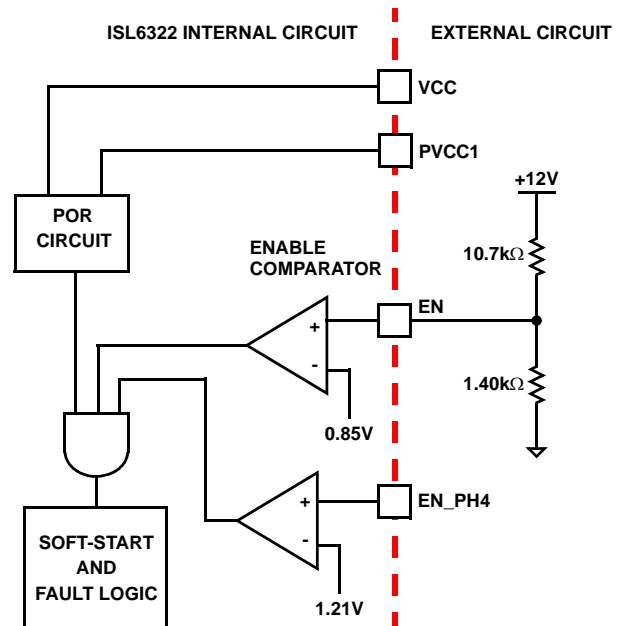 ISL6322 INTERNAL CIRCUIT
EXTERNAL CIRCUIT
VCC
PVCC1
+12V
POR
CIRCUIT
10.7kΩ
ENABLE
COMPARATOR
EN
+
-
1.40kΩ
0.85V
EN_PH4
+
-
SOFT-START
AND
FAULT LOGIC
1.21V